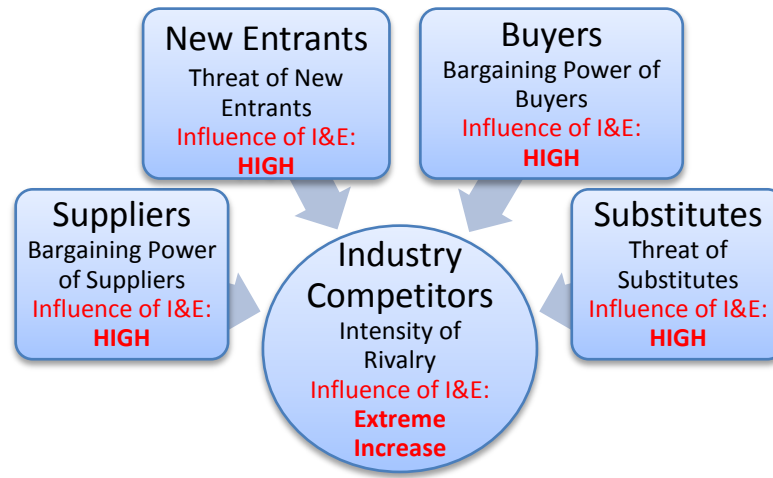 New Entrants
Threat of New
Entrants
Influence of I&E:
HIGH
Buyers
Bargaining Power of
Buyers
Influence of I&E:
HIGH
Suppliers
Bargaining Power
of Suppliers
Influence of I&E:
HIGH
Industry
Competitors
Intensity of
Rivalry
Influence of I&E:
Extreme
Increase
Substitutes
Threat of
Substitutes
Influence of I&E:
HIGH